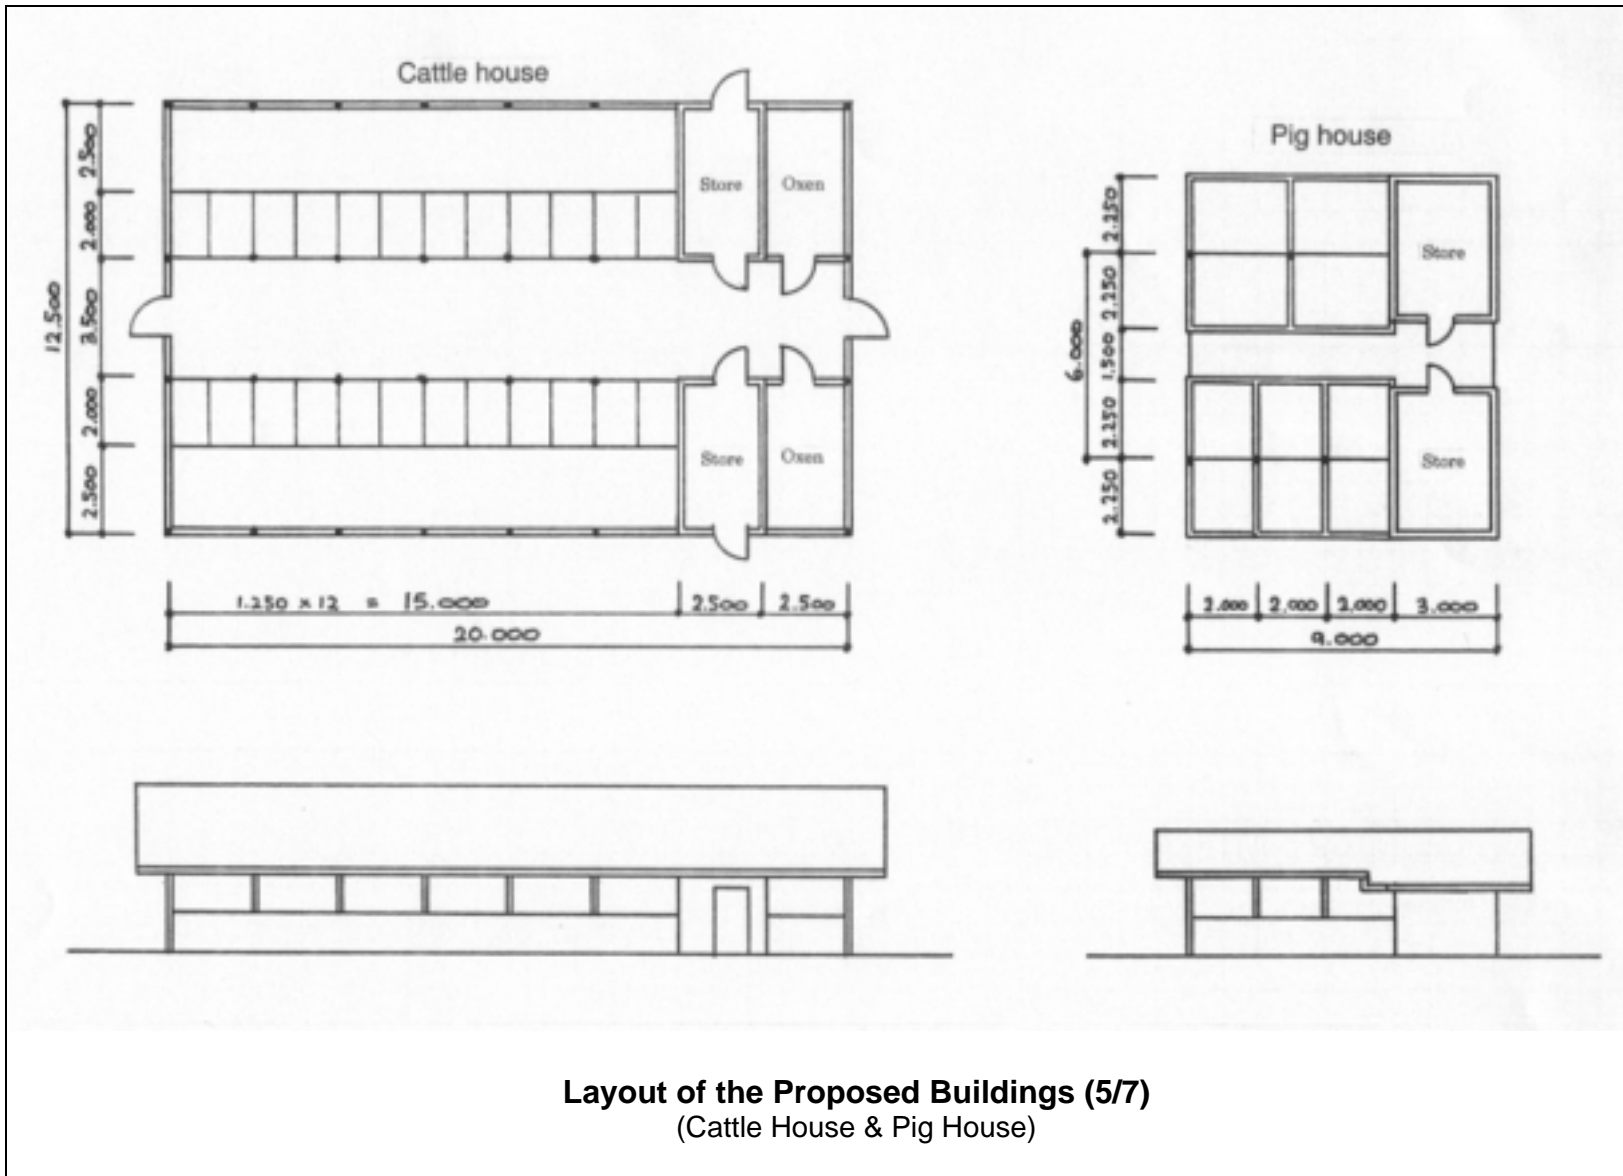 Cattle house
2.500
2.000
3.500
2.000
2.500
12.500
Store
Oxen
Store
Oxen
1.250 x 12 = 15.000
2.500
2.500
20.000
Pig house
2.250
2.250
1.500
2.250
2.250
6.000
Store
Store
2.000
2.000
2.000
3.000
9.000
Layout of the Proposed Buildings (5/7)
(Cattle House & Pig House)